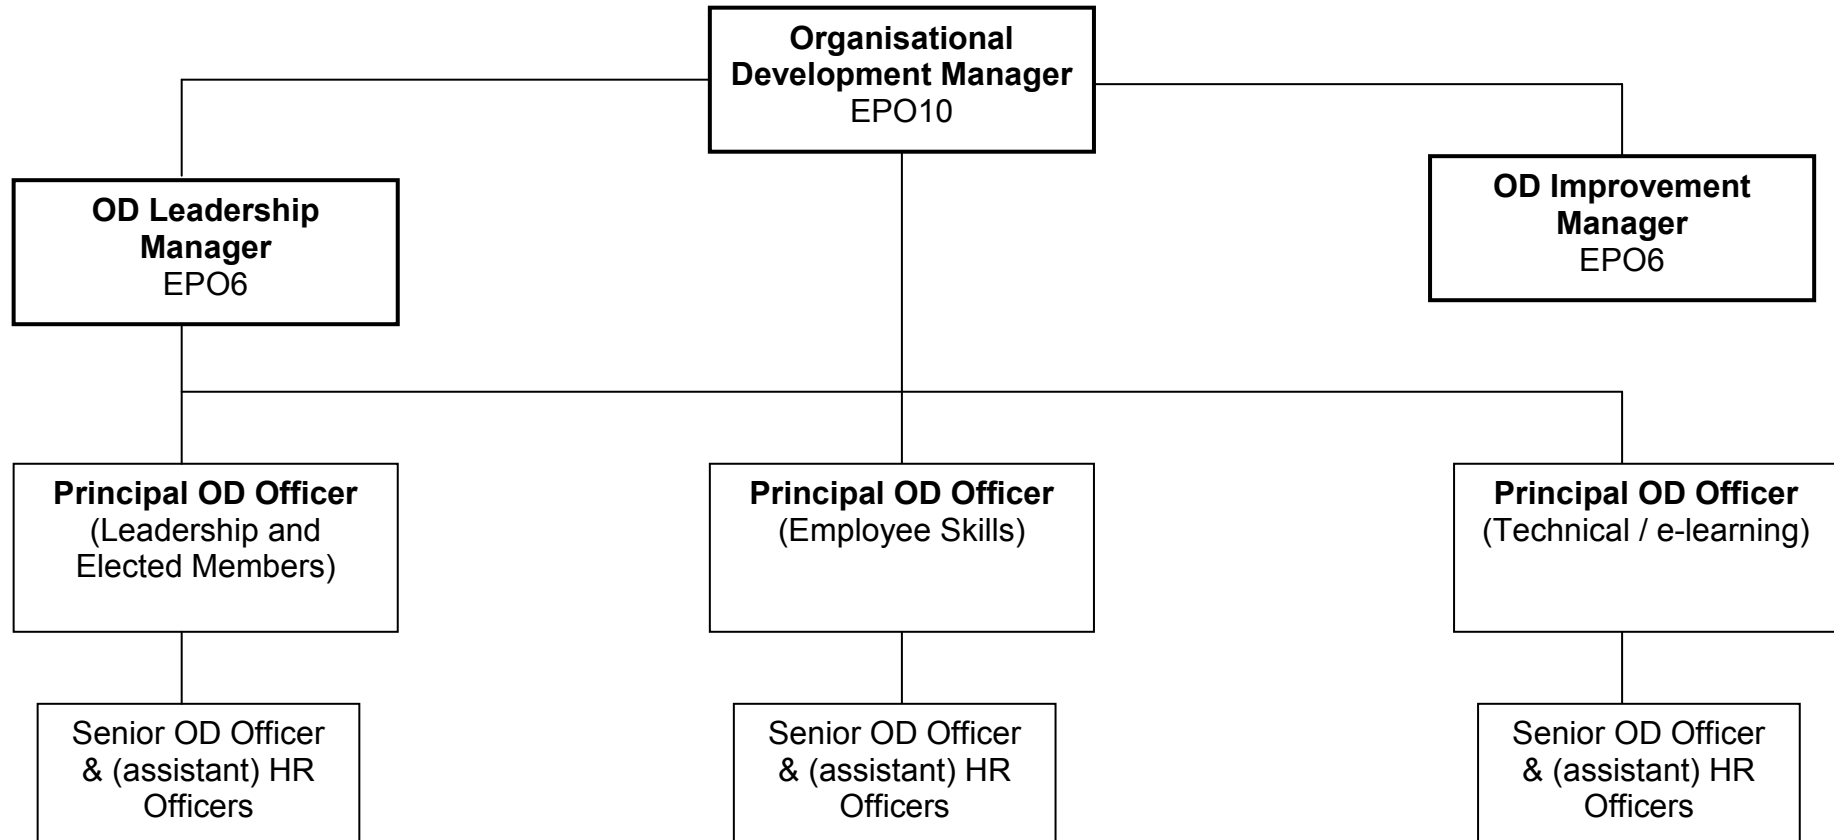 Organisational
Development Manager
EPO10
OD Leadership
Manager
EPO6
OD Improvement
Manager
EPO6
Principal OD Officer
(Leadership and
Elected Members)
Principal OD Officer
(Employee Skills)
Principal OD Officer
(Technical / e-learning)
Senior OD Officer
& (assistant) HR
Officers
Senior OD Officer
& (assistant) HR
Officers
Senior OD Officer
& (assistant) HR
Officers